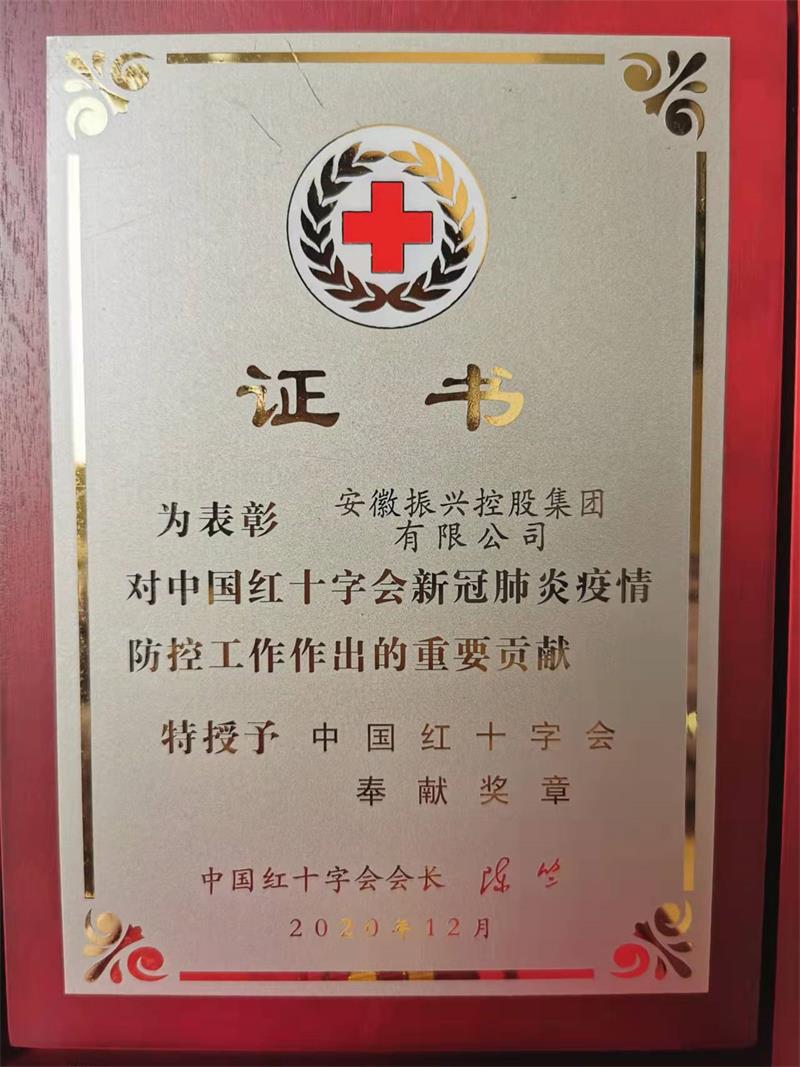 证 书
为表彰 安徽振兴控股集团
有限公司
对中国红十字会新冠肺炎疫情
防控工作作出的重要贡献
特授予 中国红十字会
奉献奖章
中国红十字会会长 陈竺
2020年12月